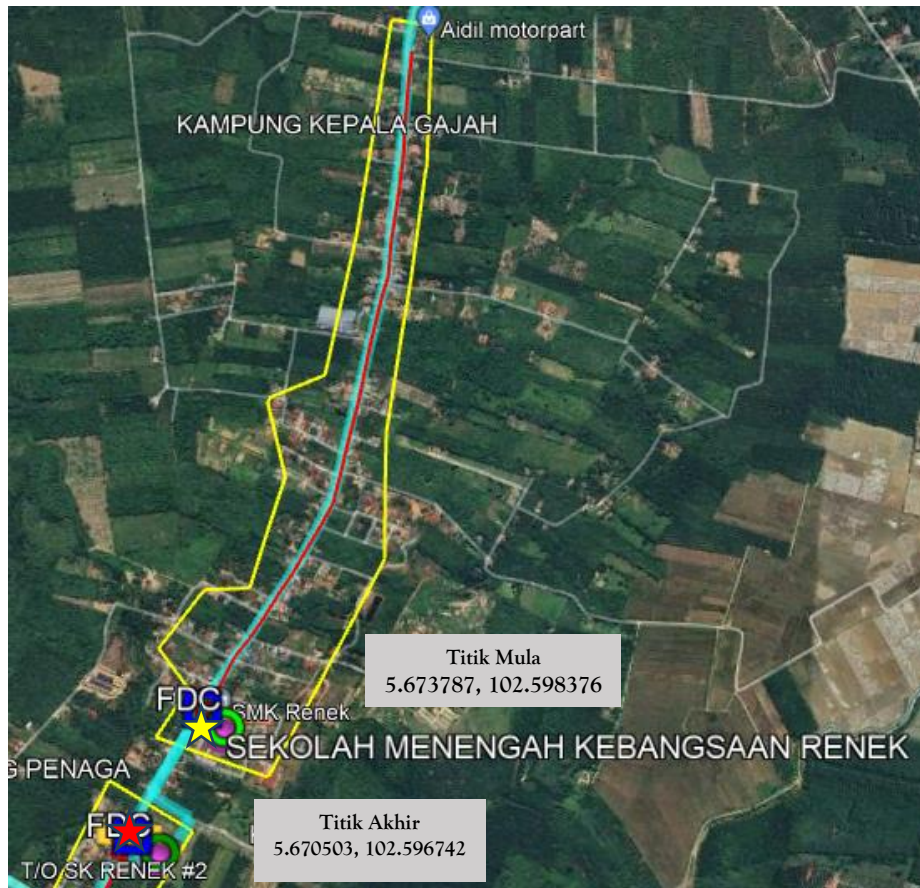 Aidil motorpart
KAMPUNG KEPALA GAJAH
Titik Mula
5.673787, 102.598376
FDC
SMK Renek
SEKOLAH MENENGAH KEBANGSAAN RENEK
G PENAGA
Titik Akhir
5.670503, 102.596742
FDC
T/O SK RENEK #2